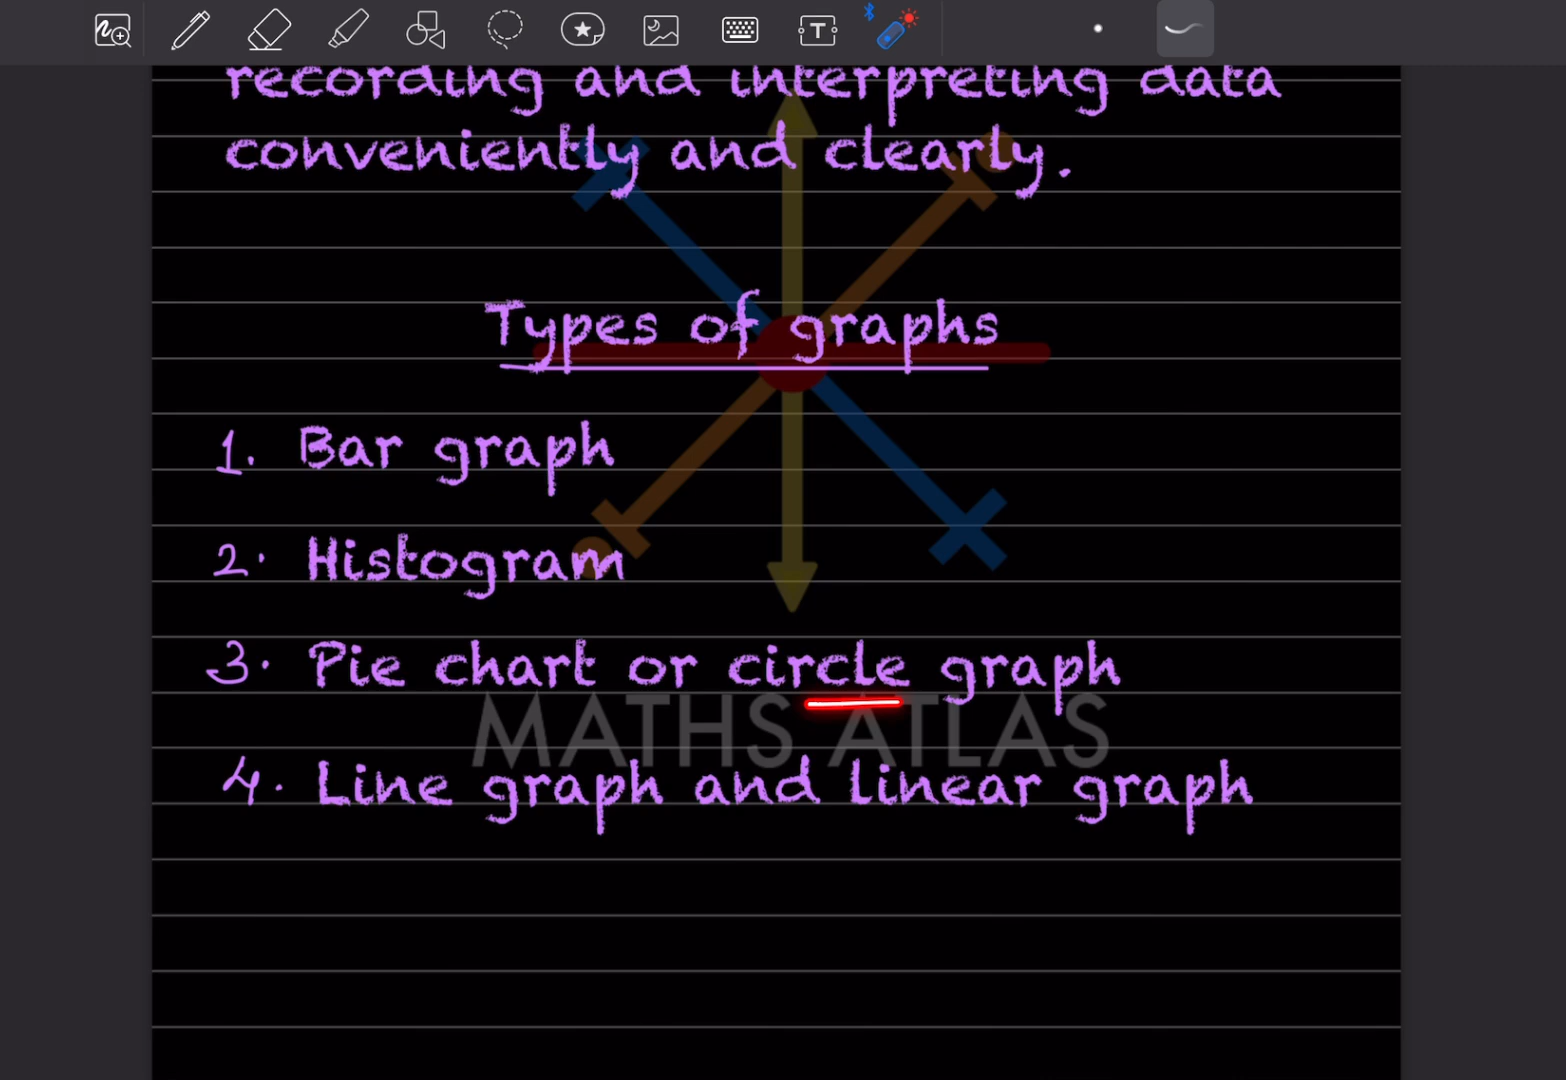 recording and interpreting data
conveniently and clearly.
Types of graphs
1. Bar graph
2. Histogram
3. Pie chart or circle graph
MATHS ATLAS
4. Line graph and linear graph